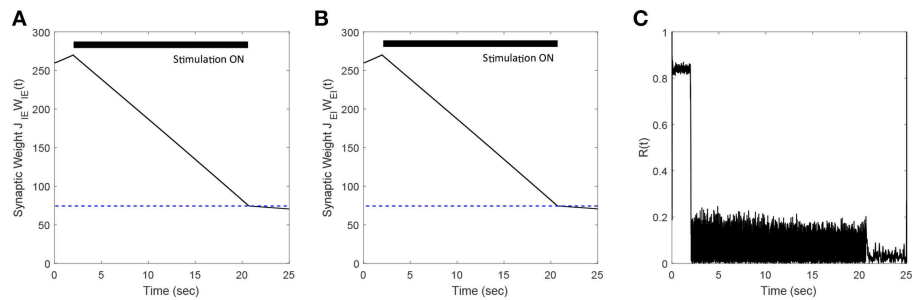 A
B
C
300
250
200
150
100
50
0
Synaptic Weight J_IE W_IE(t)
Stimulation ON
0 5 10 15 20 25
Time (sec)
300
250
200
150
100
50
0
Synaptic Weight J_EI W_EI(t)
Stimulation ON
0 5 10 15 20 25
Time (sec)
1
0.8
0.6
0.4
0.2
0
R(t)
0 5 10 15 20 25
Time (sec)